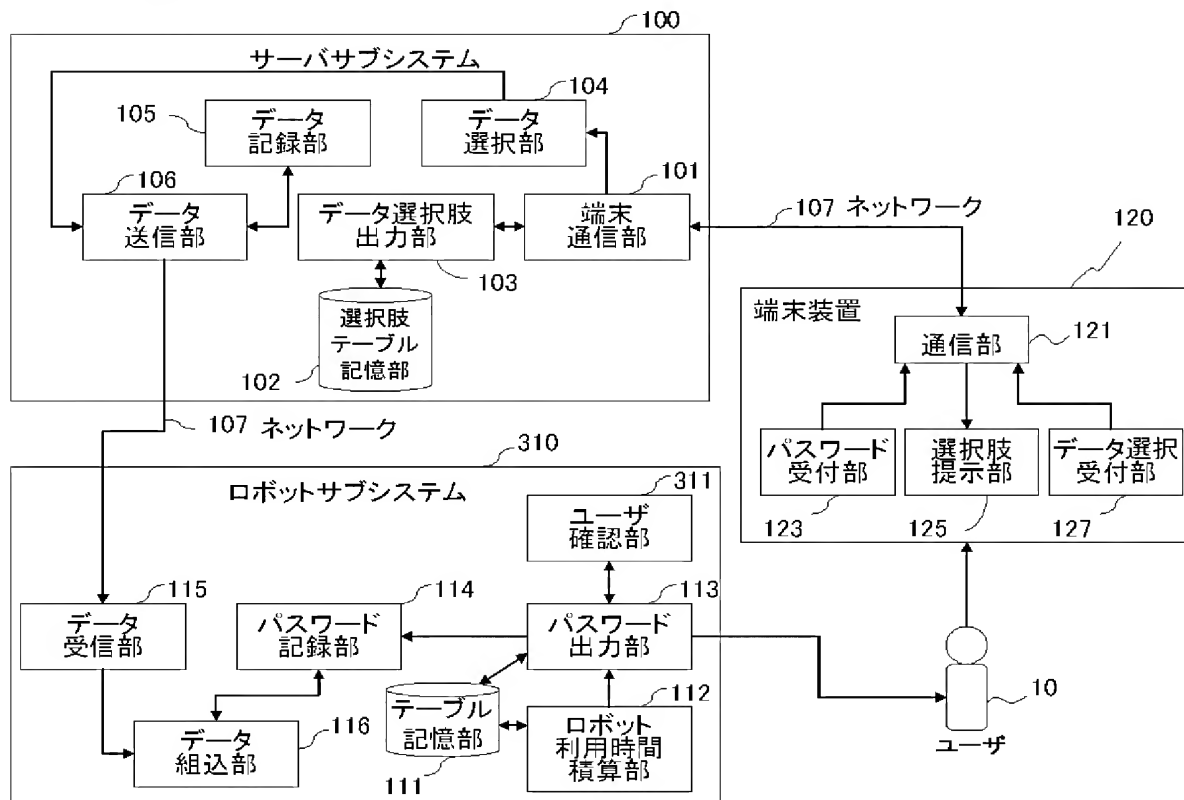 100
サーバサブシステム
104
105
データ
記録部
データ
選択部
101
106
データ
送信部
データ選択肢
出力部
端末
通信部
103
107 ネットワーク
120
選択肢
テーブル
記憶部
102
端末装置
通信部
121
パスワード
受付部
選択肢
提示部
データ選択
受付部
123
125
127
107 ネットワーク
310
ロボットサブシステム
311
ユーザ
確認部
115
データ
受信部
114
パスワード
記録部
113
パスワード
出力部
112
テーブル
記憶部
111
ロボット
利用時間
積算部
データ
組込部
116
10
ユーザ